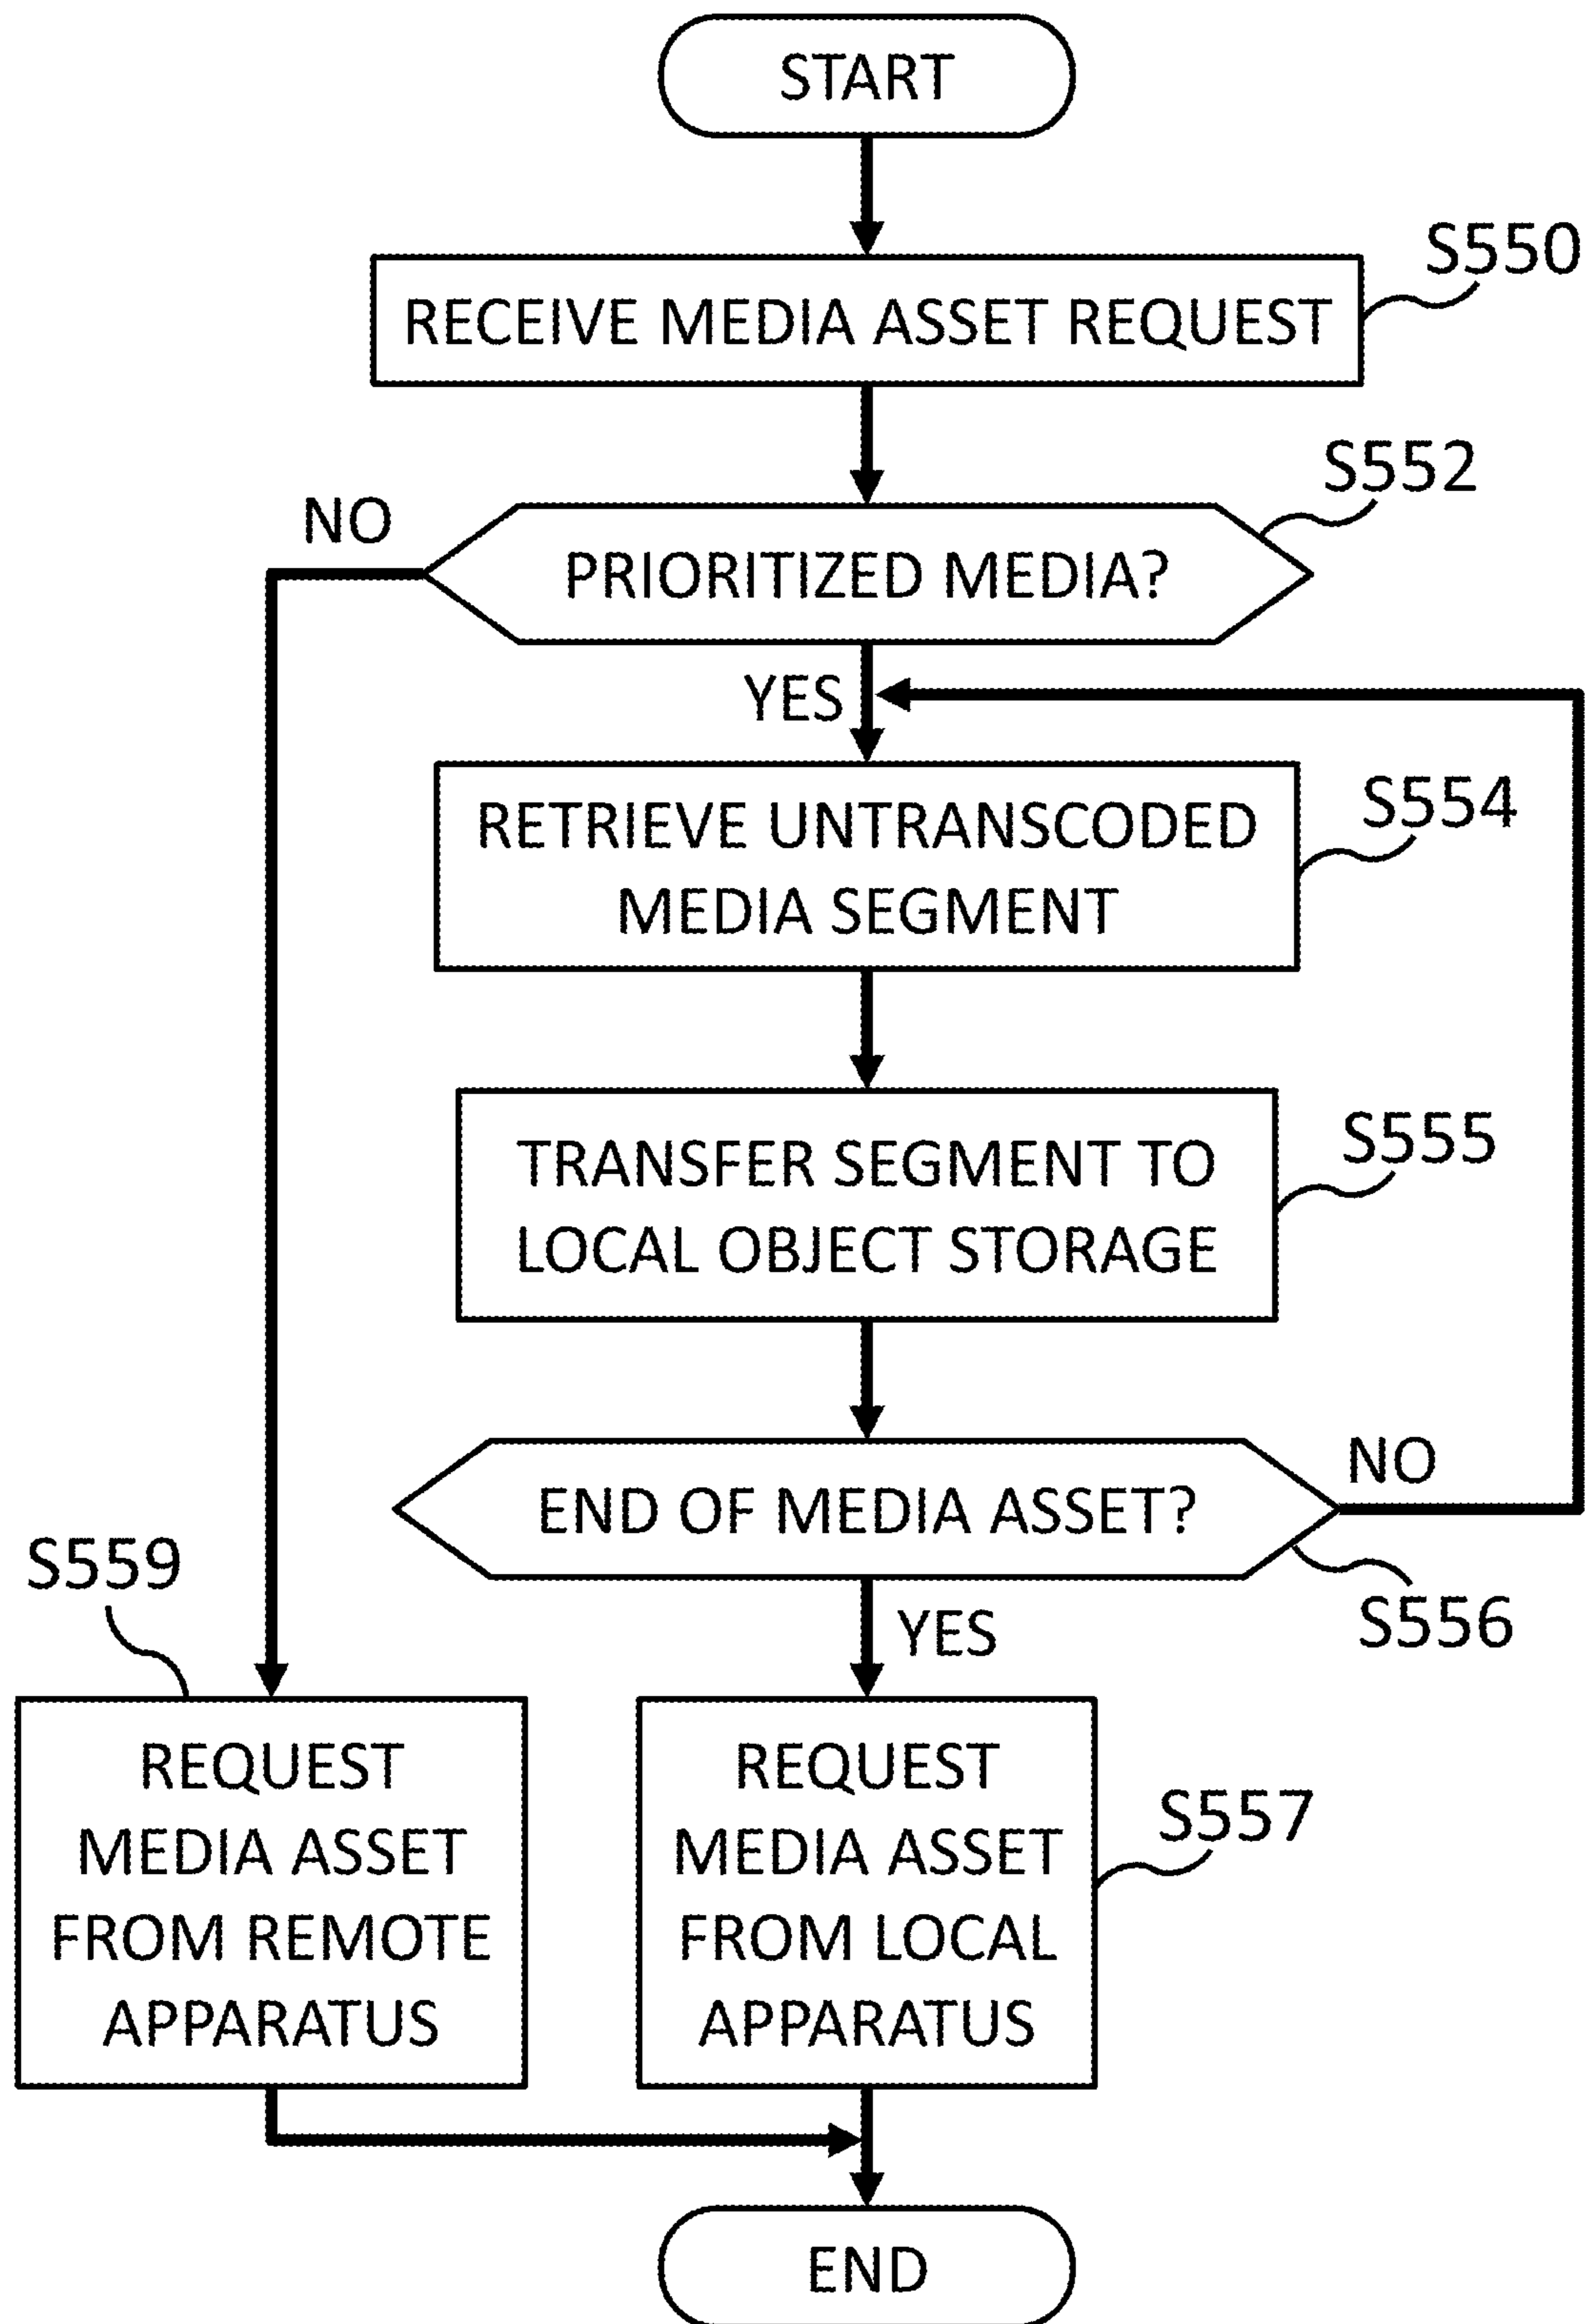 START
RECEIVE MEDIA ASSET REQUEST
S550
PRIORITIZED MEDIA?
S552
NO
YES
RETRIEVE UNTRANSCODED
MEDIA SEGMENT
S554
TRANSFER SEGMENT TO
LOCAL OBJECT STORAGE
S555
END OF MEDIA ASSET?
NO
S556
YES
S559
REQUEST
MEDIA ASSET
FROM REMOTE
APPARATUS
REQUEST
MEDIA ASSET
FROM LOCAL
APPARATUS
S557
END